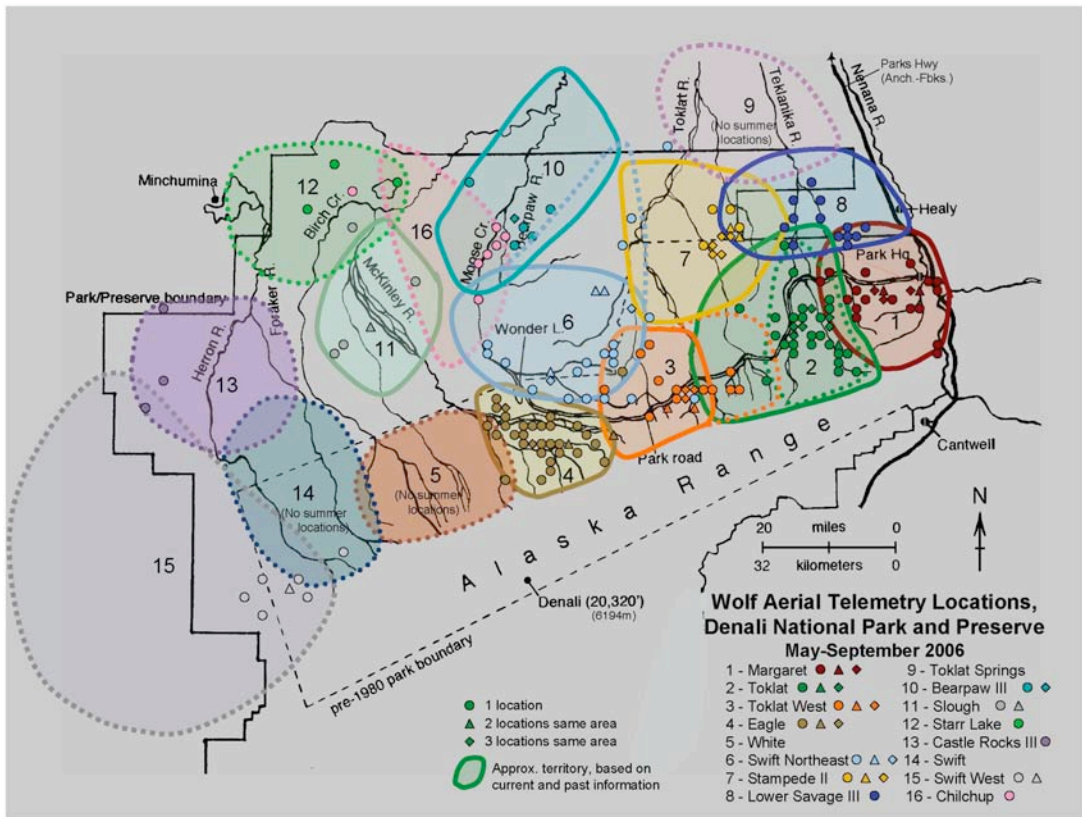 Parks Hwy
(Anch.-Fbks.)
Nenana R.
Toklat R.
Teklanika R.
9
(No summer
locations)
10
12
8
Minchumina
Birch Cr.
Bearpaw R.
Healy
16
Moose Cr.
7
Park Hq
McKinley R.
Foraker R.
Park/Preserve boundary
Wonder L.
6
1
11
Herron R.
3
2
13
Cantwell
Park road
5
(No summer
locations)
4
14
(No summer
locations)
N
15
20 miles 0
32 kilometers 0
Alaska Range
Denali (20,320')
(6194m)
pre-1980 park boundary
Wolf Aerial Telemetry Locations,
Denali National Park and Preserve
May-September 2006
1 - Margaret
2 - Toklat
3 - Toklat West
4 - Eagle
5 - White
6 - Swift Northeast
7 - Stampede II
8 - Lower Savage III
9 - Toklat Springs
10 - Bearpaw III
11 - Slough
12 - Starr Lake
13 - Castle Rocks III
14 - Swift
15 - Swift West
16 - Chilchup
1 location
2 locations same area
3 locations same area
Approx. territory, based on
current and past information